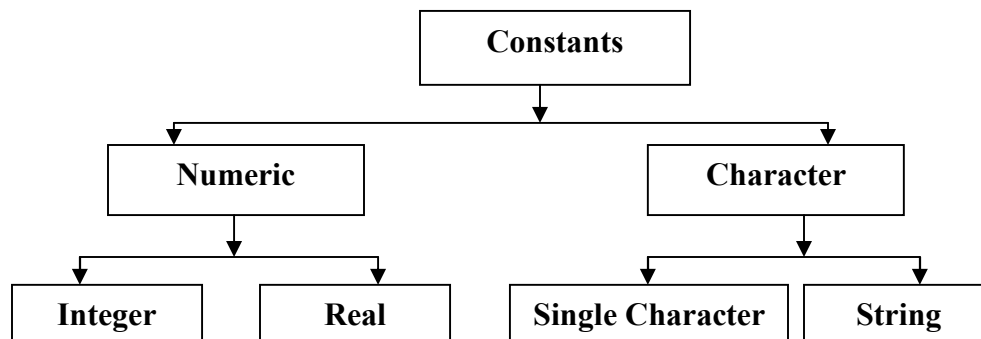 Constants
Numeric
Character
Integer
Real
Single Character
String